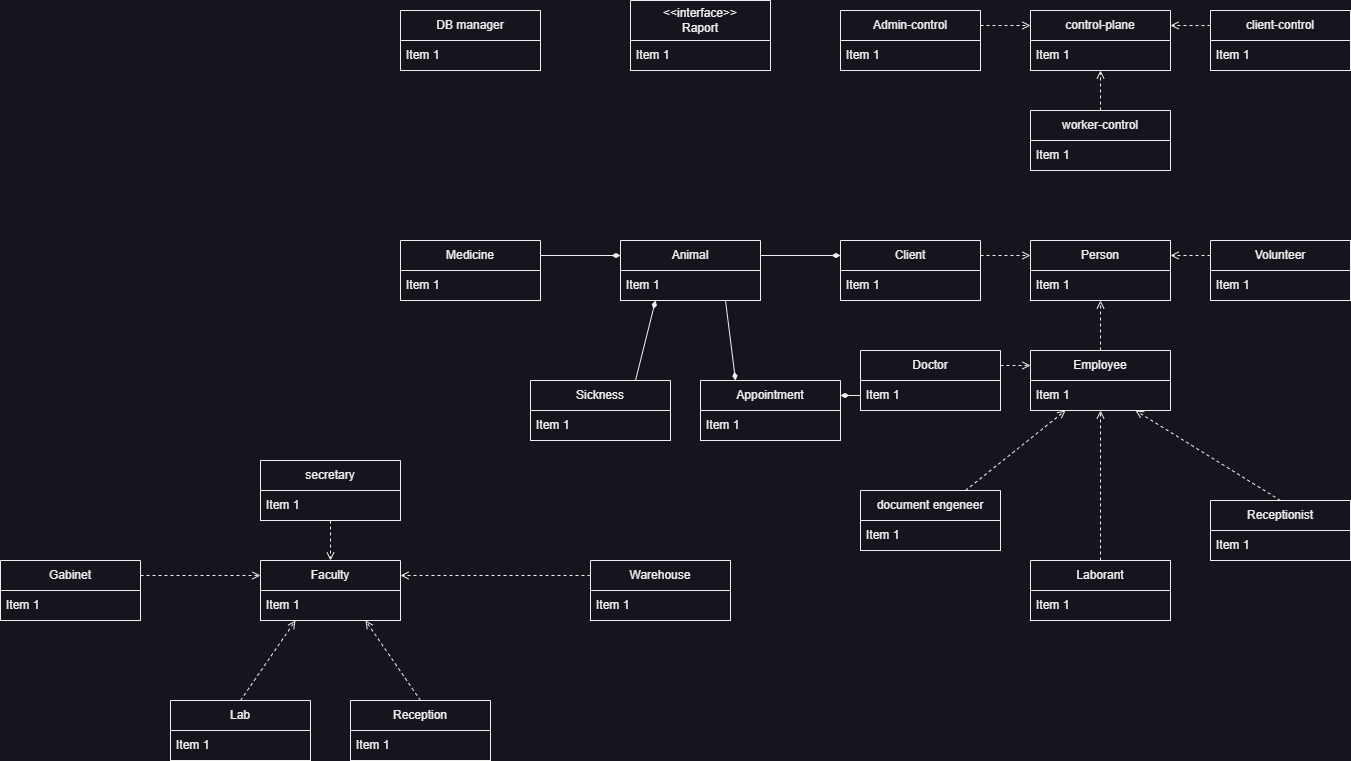 DB manager
Item 1
<<interface>>
Raport
Item 1
Admin-control
Item 1
control-plane
Item 1
client-control
Item 1
worker-control
Item 1
Medicine
Item 1
Animal
Item 1
Client
Item 1
Person
Item 1
Volunteer
Item 1
Sickness
Item 1
Appointment
Item 1
Doctor
Item 1
Employee
Item 1
secretary
Item 1
document engeneer
Item 1
Receptionist
Item 1
Gabinet
Item 1
Faculty
Item 1
Warehouse
Item 1
Laborant
Item 1
Lab
Item 1
Reception
Item 1